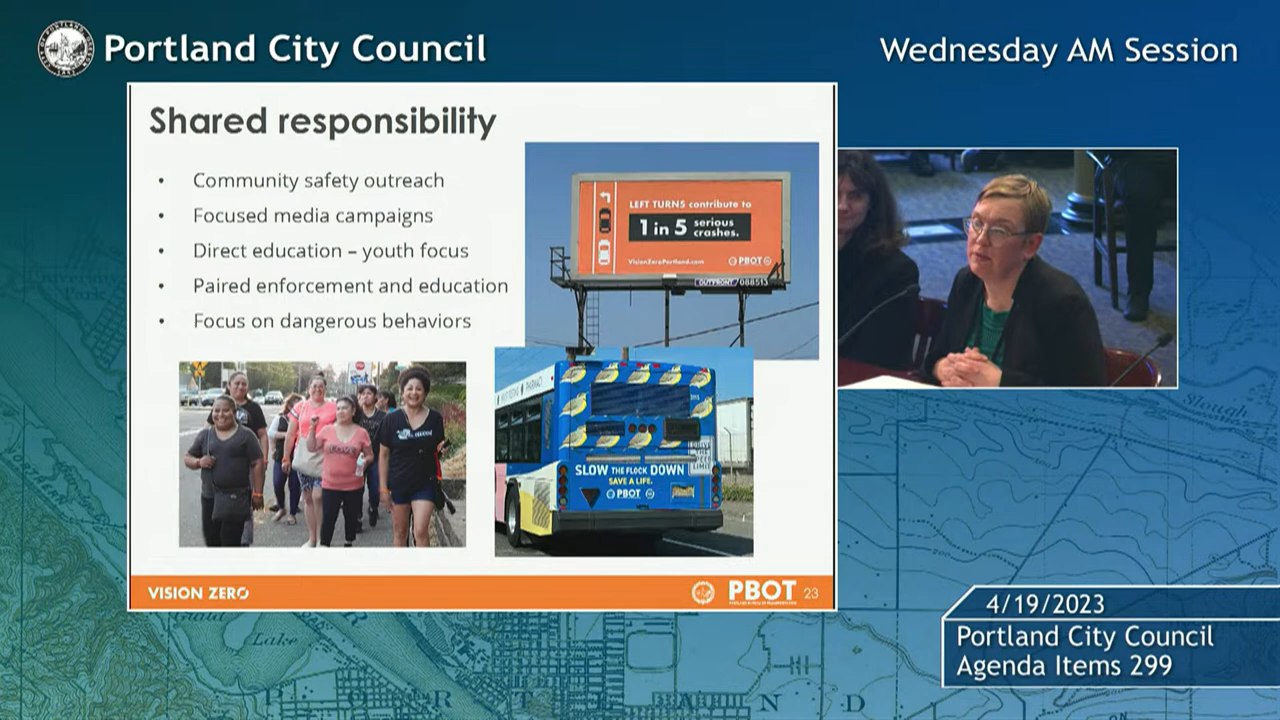 Portland City Council
Wednesday AM Session
Shared responsibility
• Community safety outreach
• Focused media campaigns
• Direct education – youth focus
• Paired enforcement and education
• Focus on dangerous behaviors
LEFT TURNS contribute to
1 in 5 serious crashes.
VisionZeroPortland.com
PBOT
OUTFRONT 088513
SLOW THE FLOCK DOWN
SAVE A LIFE.
PBOT
VISION ZERO
PBOT 23
4/19/2023
Portland City Council
Agenda Items 299
Slough
Guild
Lake
R T L A N D